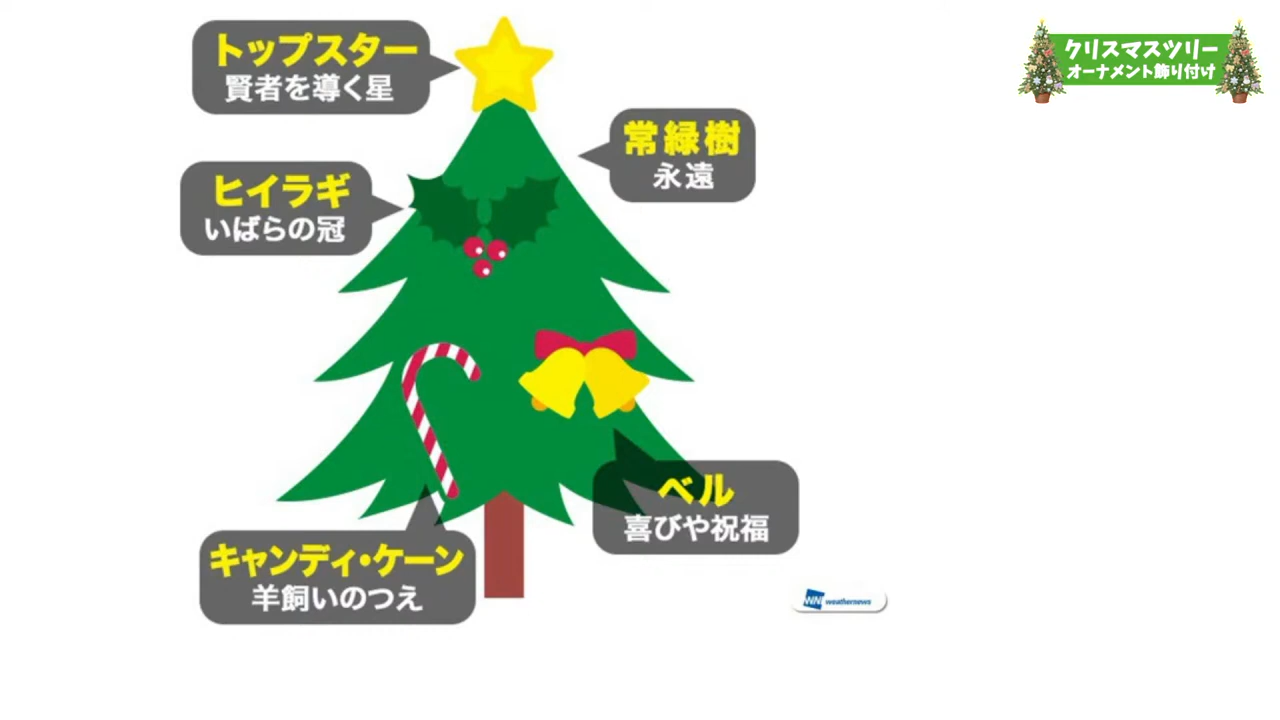 トップスター
賢者を導く星
クリスマスツリー
オーナメント飾り付け
常緑樹
永遠
ヒイラギ
いばらの冠
ベル
喜びや祝福
キャンディ・ケーン
羊飼いのつえ
WNI weathernews